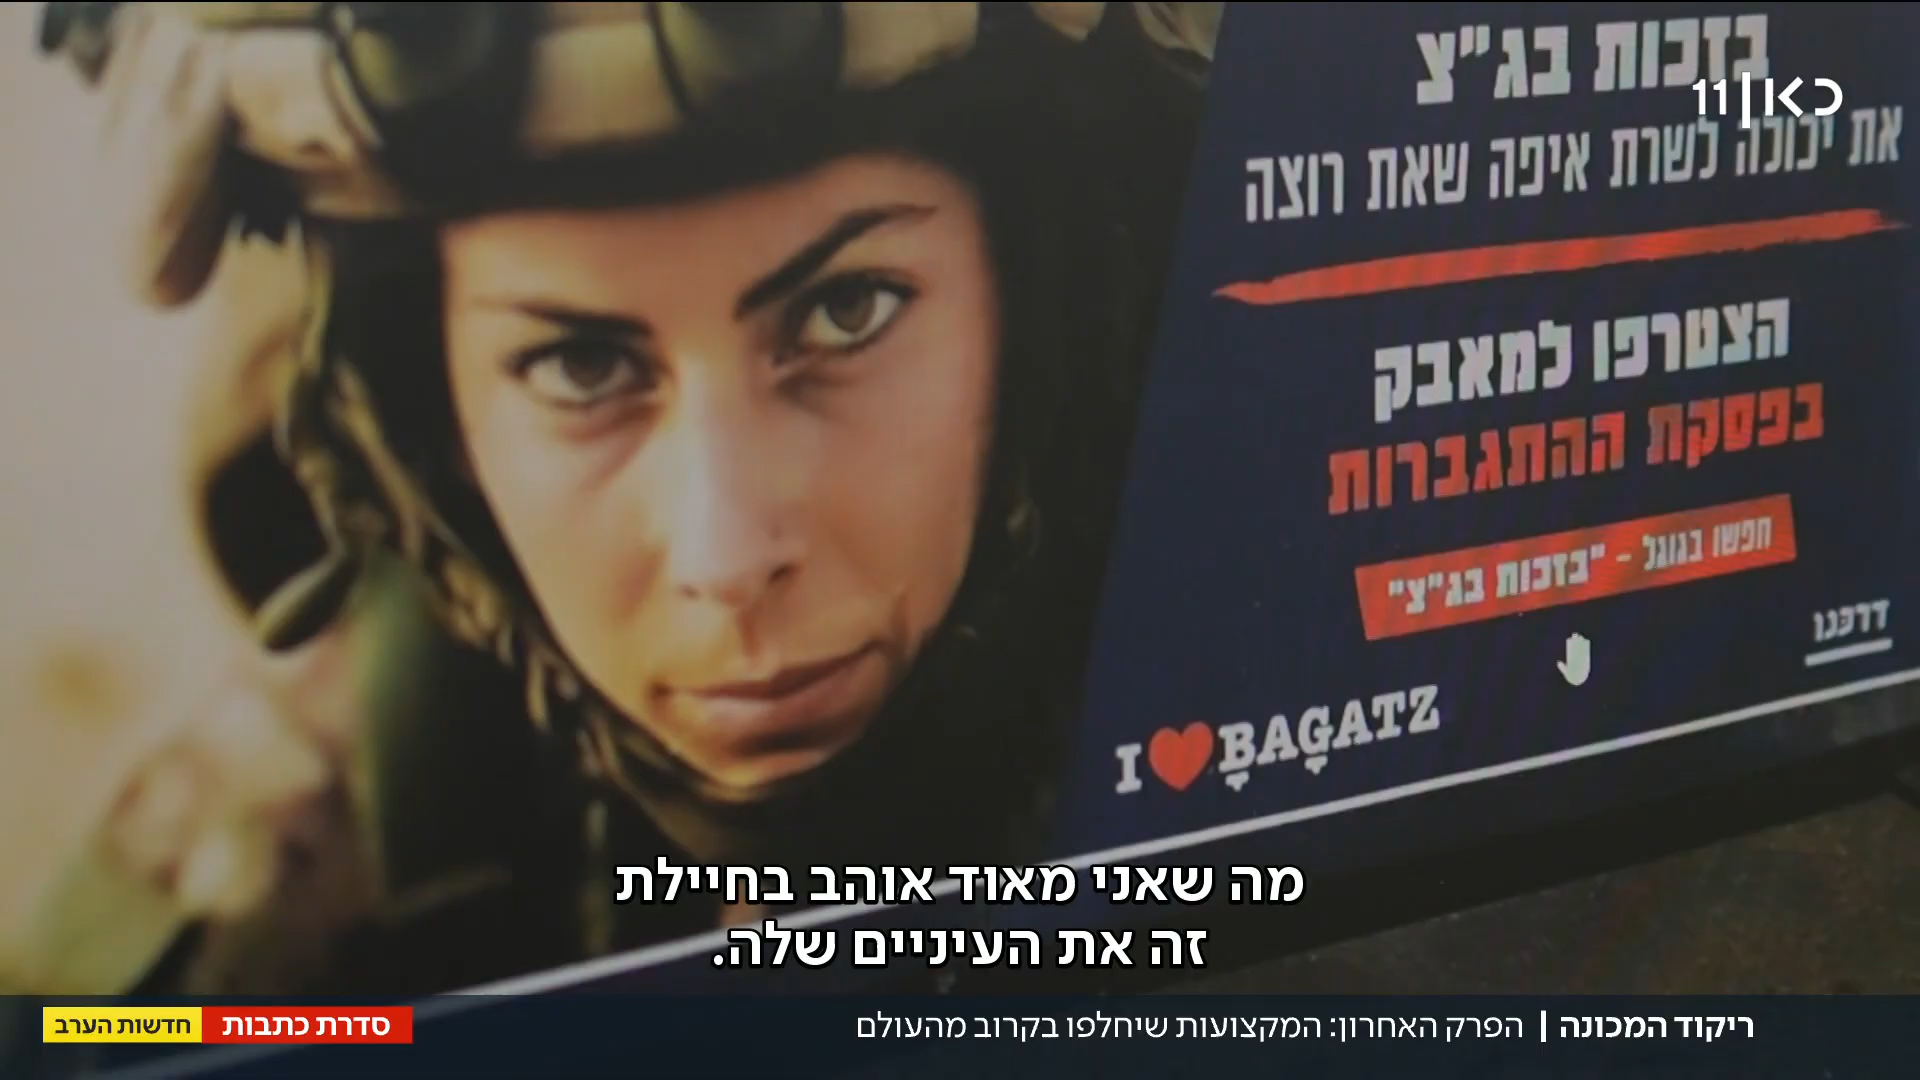 בזכות בג"צ
כאן 11
את יכולה לשרת איפה שאת רוצה
הצטרפו למאבק
בפסקת ההתגברות
חפשו בגוגל - "בזכות בג"צ"
דרכנו
I ❤ BAGATZ
מה שאני מאוד אוהב בחיילת
זה את העיניים שלה.
ריקוד המכונה | הפרק האחרון: המקצועות שיחלפו בקרוב מהעולם
סדרת כתבות
חדשות הערב